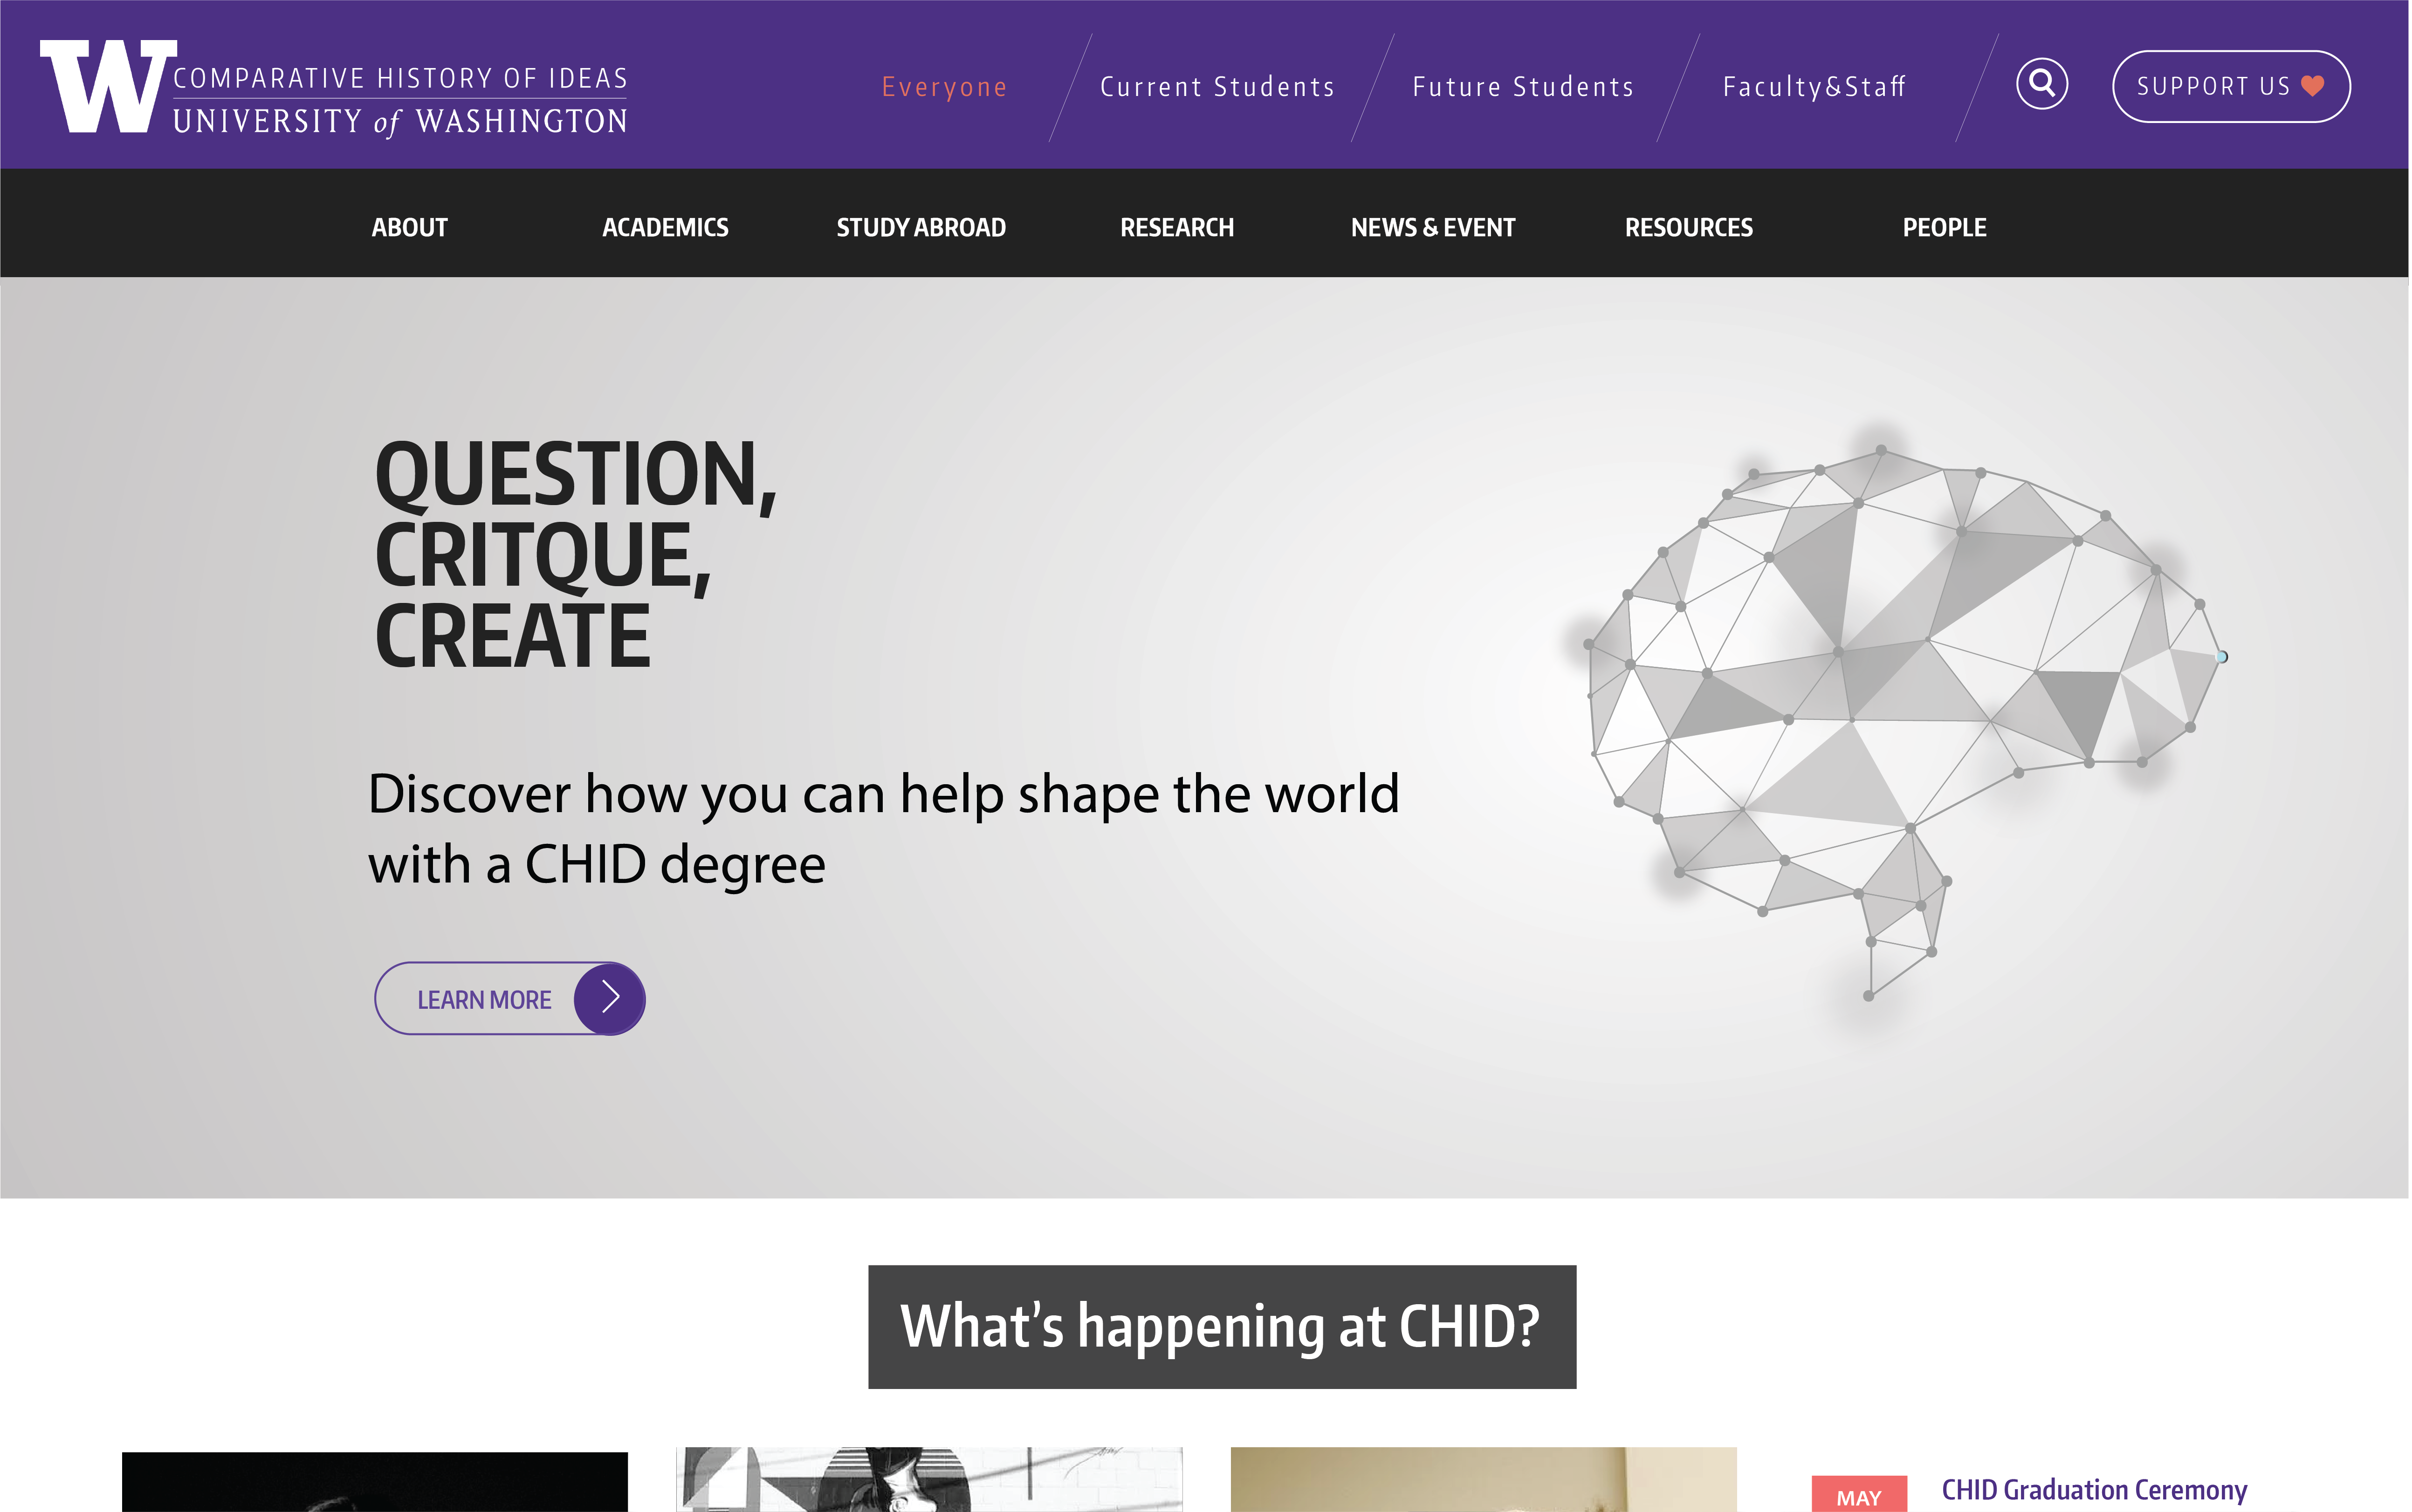 COMPARATIVE HISTORY OF IDEAS
UNIVERSITY of WASHINGTON
Everyone
Current Students
Future Students
Faculty&Staff
SUPPORT US
ABOUT
ACADEMICS
STUDY ABROAD
RESEARCH
NEWS & EVENT
RESOURCES
PEOPLE
QUESTION,
CRITQUE,
CREATE
Discover how you can help shape the world
with a CHID degree
LEARN MORE
What’s happening at CHID?
MAY
CHID Graduation Ceremony